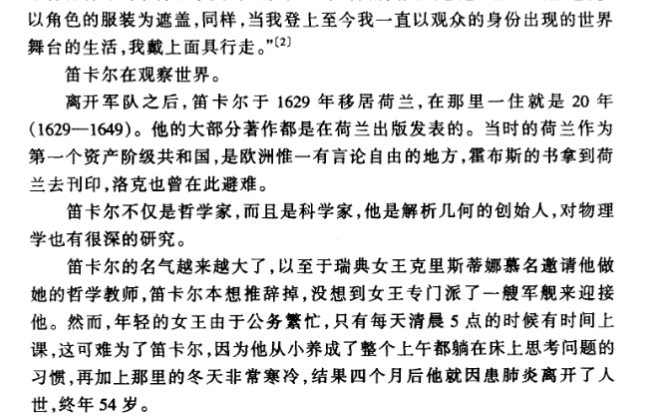 以角色的服装为遮盖,同样,当我登上至今我一直以观众的身份出现的世界
舞台的生活,我戴上面具行走。”〔2〕
笛卡尔在观察世界。
离开军队之后,笛卡尔于 1629 年移居荷兰,在那里一住就是 20 年
(1629—1649)。他的大部分著作都是在荷兰出版发表的。当时的荷兰作为
第一个资产阶级共和国,是欧洲惟一有言论自由的地方,霍布斯的书拿到荷
兰去刊印,洛克也曾在此避难。
笛卡尔不仅是哲学家,而且是科学家,他是解析几何的创始人,对物理
学也有很深的研究。
笛卡尔的名气越来越大了,以至于瑞典女王克里斯蒂娜慕名邀请他做
她的哲学教师,笛卡尔本想推辞掉,没想到女王专门派了一艘军舰来迎接
他。然而,年轻的女王由于公务繁忙,只有每天清晨 5 点的时候有时间上
课,这可难为了笛卡尔,因为他从小养成了整个上午都躺在床上思考问题的
习惯,再加上那里的冬天非常寒冷,结果四个月后他就因患肺炎离开了人
世,终年 54 岁。